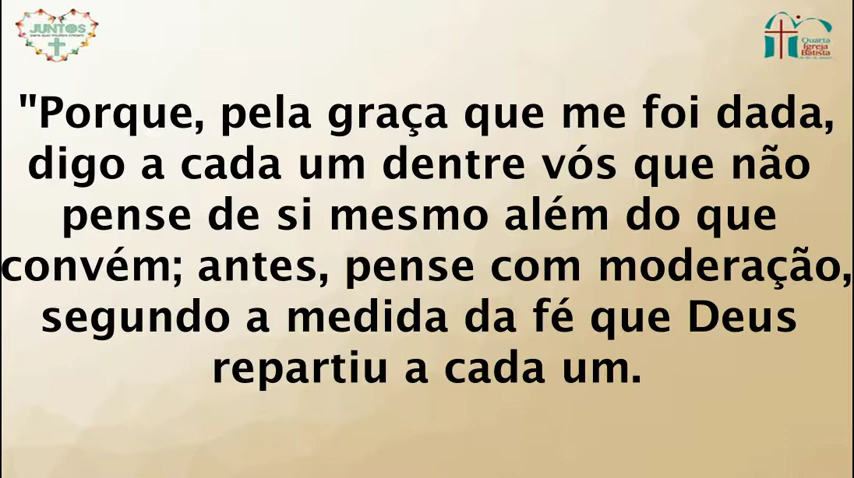 JUNTOS
Quarta
Igreja
Batista
"Porque, pela graça que me foi dada,
digo a cada um dentre vós que não
pense de si mesmo além do que
convém; antes, pense com moderação,
segundo a medida da fé que Deus
repartiu a cada um.